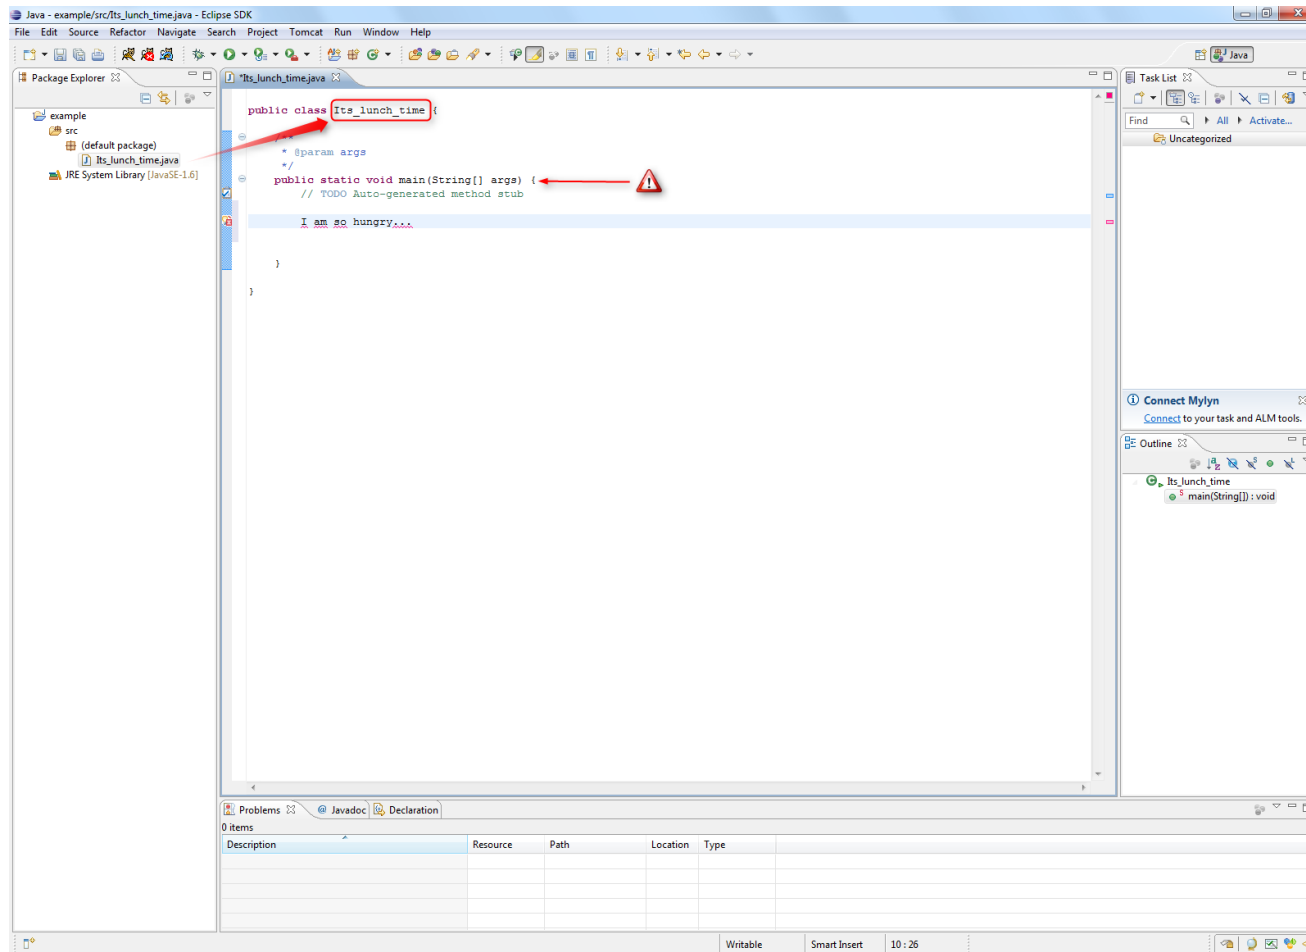 Java - example/src/Its_lunch_time.java - Eclipse SDK
File Edit Source Refactor Navigate Search Project Tomcat Run Window Help
Java
Package Explorer
example
src
(default package)
Its_lunch_time.java
JRE System Library [JavaSE-1.6]
*Its_lunch_time.java
public class Its_lunch_time {
/**
* @param args
*/
public static void main(String[] args) {
// TODO Auto-generated method stub
I am so hungry...
}
}
Task List
Find All Activate...
Uncategorized
Connect Mylyn
Connect to your task and ALM tools.
Outline
Its_lunch_time
main(String[]) : void
Problems Javadoc Declaration
0 items
Description Resource Path Location Type
Writable Smart Insert 10 : 26